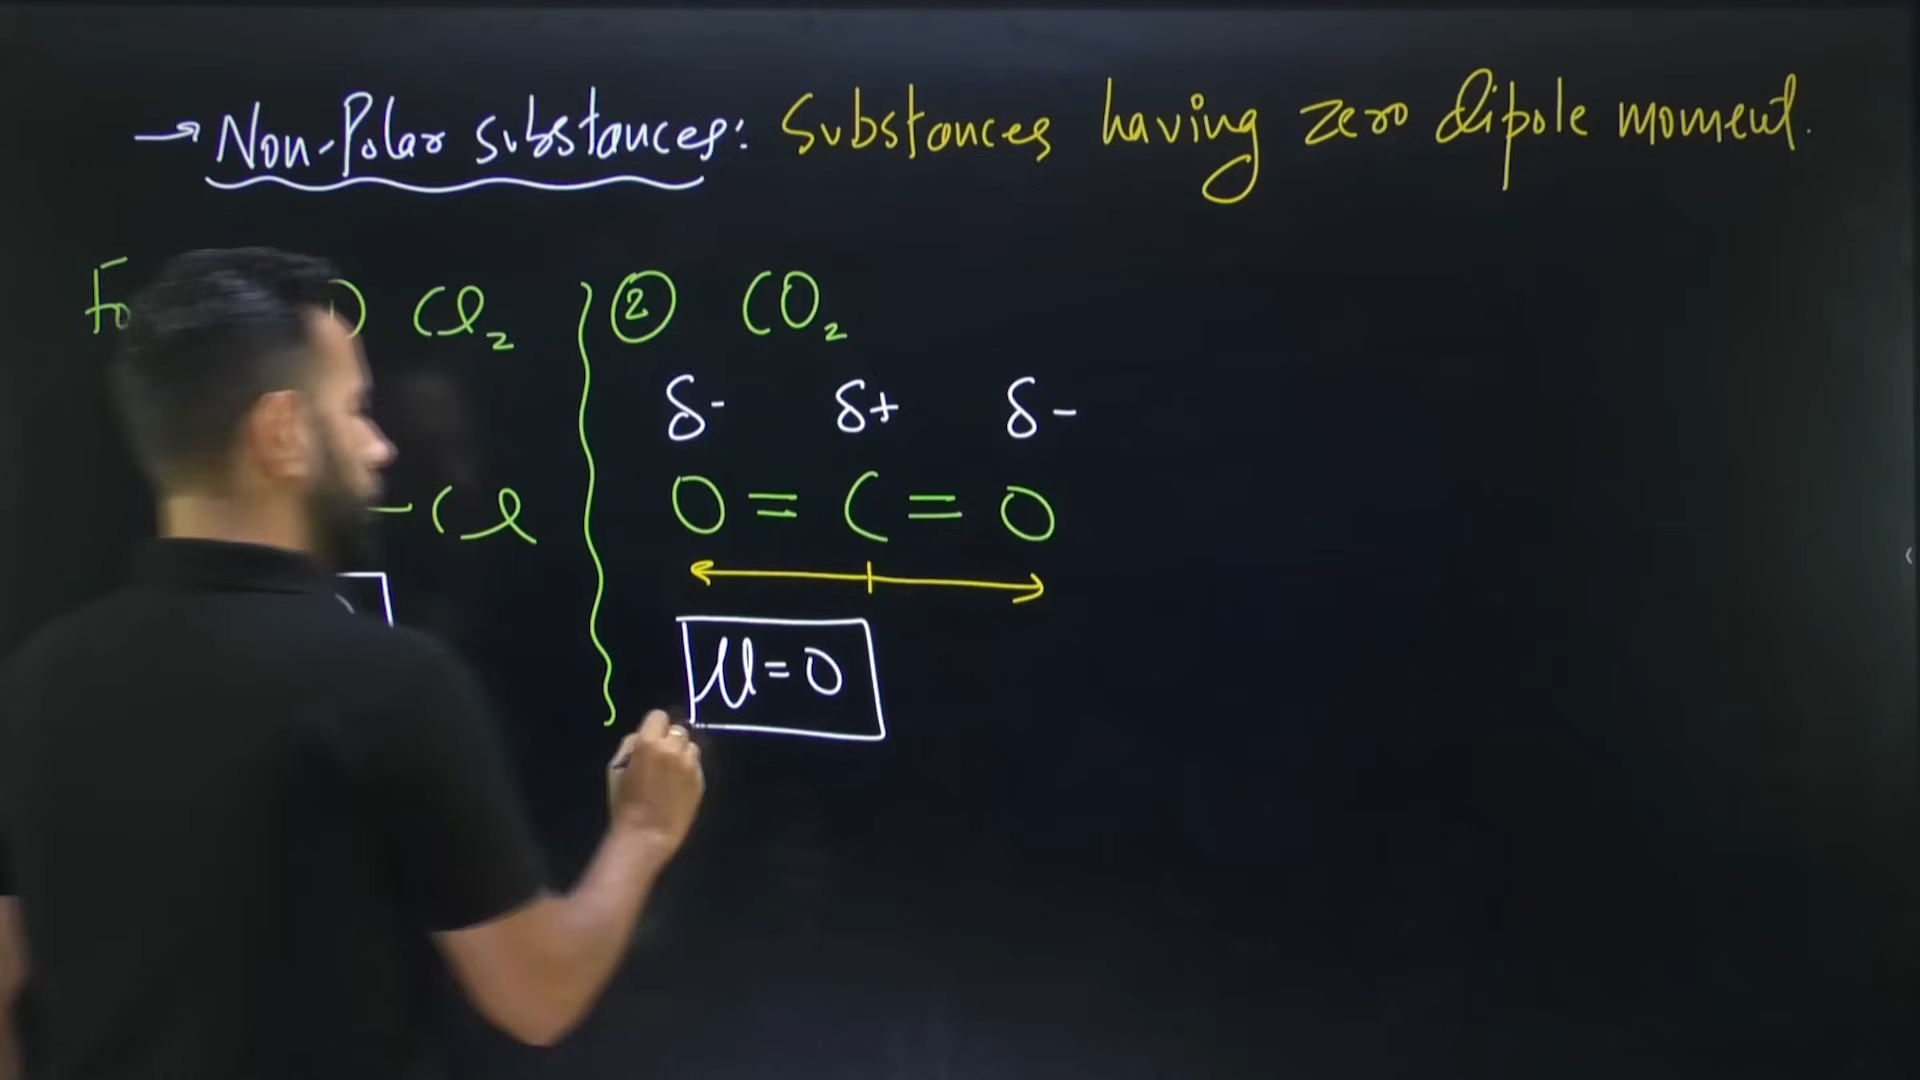 → Non-Polar substances: Substances having zero dipole moment.
Cl₂
② CO₂
δ- δ+ δ-
-Cl
O = C = O
μ=0